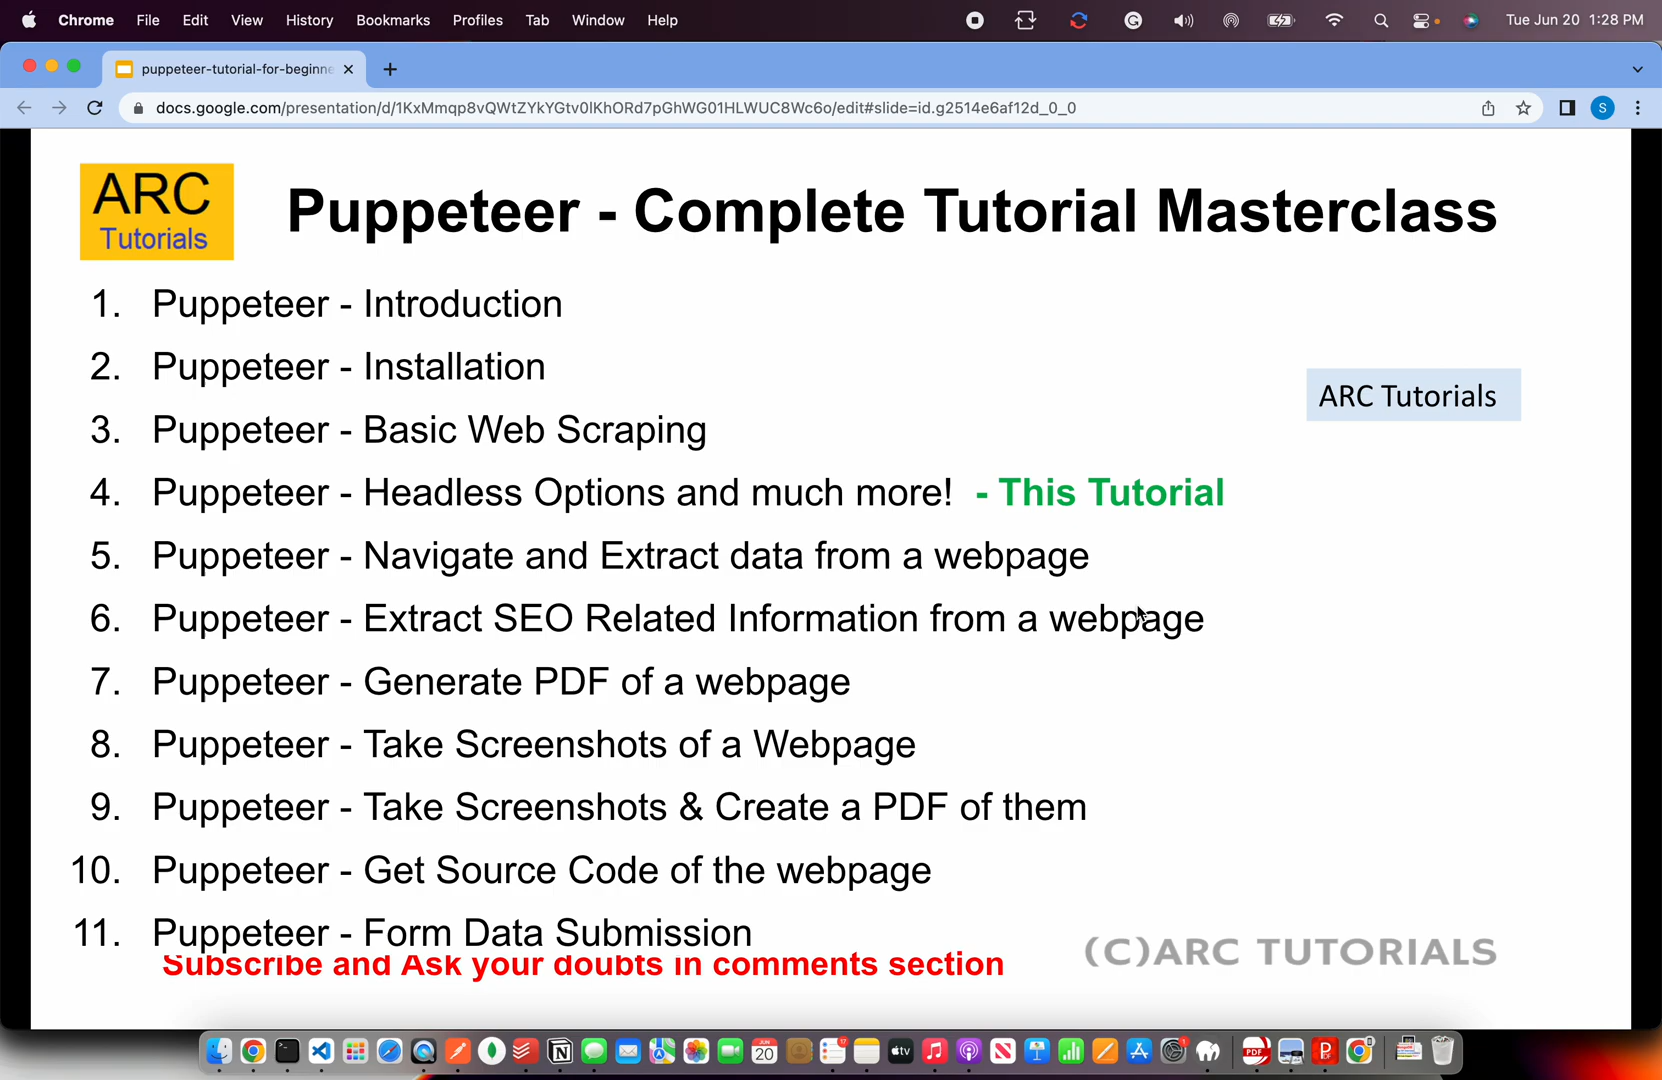 Chrome File Edit View History Bookmarks Profiles Tab Window Help Tue Jun 20 1:28 PM
puppeteer-tutorial-for-beginne
docs.google.com/presentation/d/1KxMmqp8vQWtZYkYGtv0lKhORd7pGhWG01HLWUC8Wc6o/edit#slide=id.g2514e6af12d_0_0 S
ARC
Tutorials
Puppeteer - Complete Tutorial Masterclass
1. Puppeteer - Introduction
2. Puppeteer - Installation
ARC Tutorials
3. Puppeteer - Basic Web Scraping
4. Puppeteer - Headless Options and much more! - This Tutorial
5. Puppeteer - Navigate and Extract data from a webpage
6. Puppeteer - Extract SEO Related Information from a webpage
7. Puppeteer - Generate PDF of a webpage
8. Puppeteer - Take Screenshots of a Webpage
9. Puppeteer - Take Screenshots & Create a PDF of them
10. Puppeteer - Get Source Code of the webpage
11. Puppeteer - Form Data Submission
Subscribe and Ask your doubts in comments section
(C)ARC TUTORIALS
JUN
20
17
tv
1
PDF